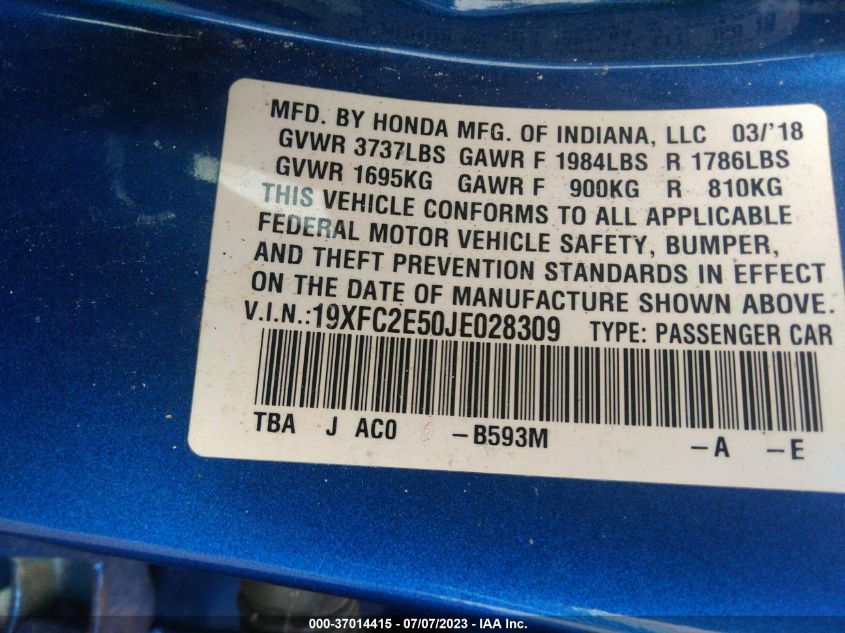 MFD. BY HONDA MFG. OF INDIANA, LLC 03/'18
GVWR 3737LBS GAWR F 1984LBS R 1786LBS
GVWR 1695KG GAWR F 900KG R 810KG
THIS VEHICLE CONFORMS TO ALL APPLICABLE
FEDERAL MOTOR VEHICLE SAFETY, BUMPER,
AND THEFT PREVENTION STANDARDS IN EFFECT
ON THE DATE OF MANUFACTURE SHOWN ABOVE.
V.I.N.:19XFC2E50JE028309 TYPE: PASSENGER CAR
TBA J AC0 -B593M -A -E
000-37014415 - 07/07/2023 - IAA Inc.